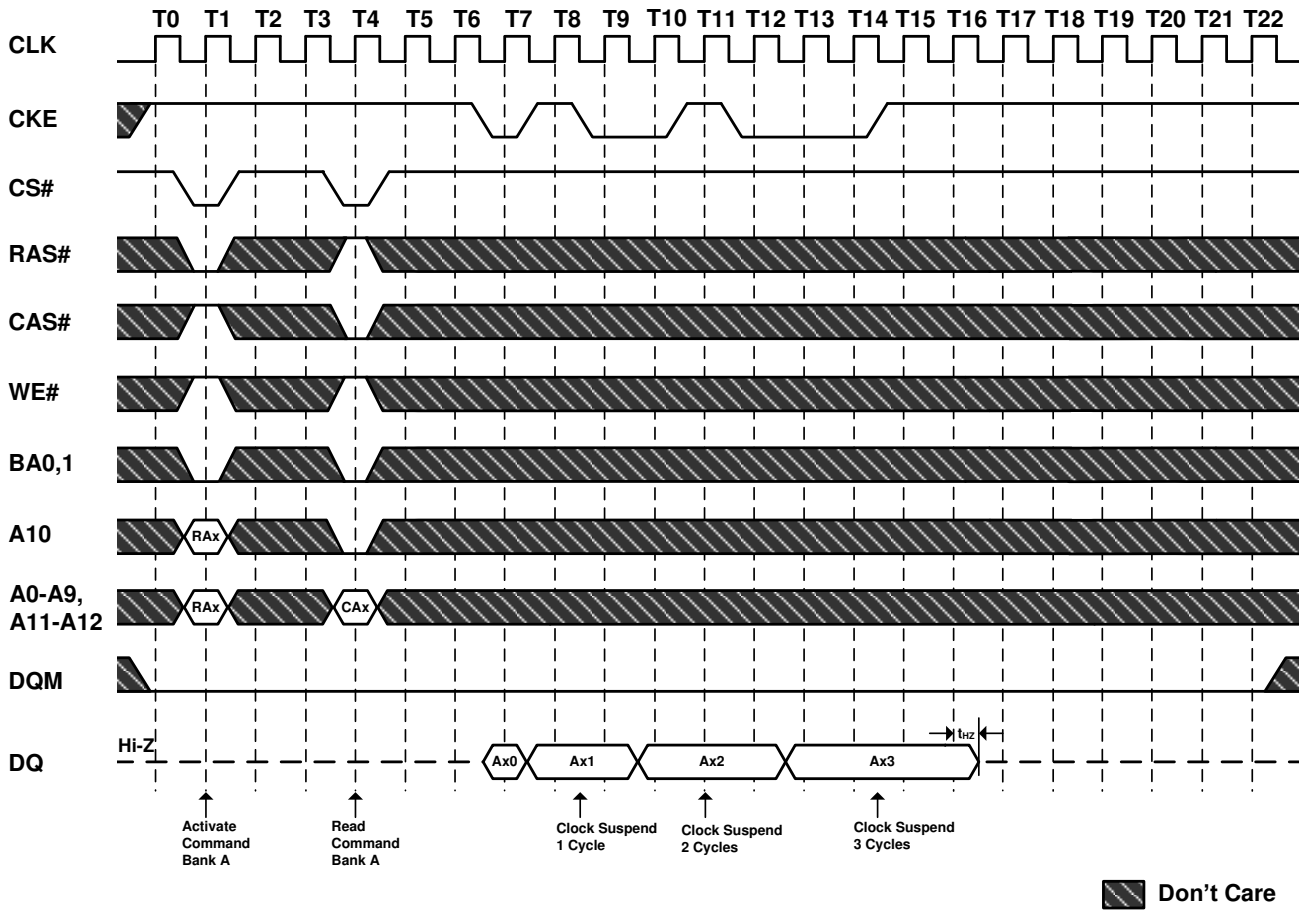 T0 T1 T2 T3 T4 T5 T6 T7 T8 T9 T10 T11 T12 T13 T14 T15 T16 T17 T18 T19 T20 T21 T22
CLK
CKE
CS#
RAS#
CAS#
WE#
BA0,1
A10
RAx
A0-A9,
A11-A12
RAx CAx
DQM
tHZ
Hi-Z
DQ
Ax0 Ax1 Ax2 Ax3
Activate
Command
Bank A
Read
Command
Bank A
Clock Suspend
1 Cycle
Clock Suspend
2 Cycles
Clock Suspend
3 Cycles
Don't Care